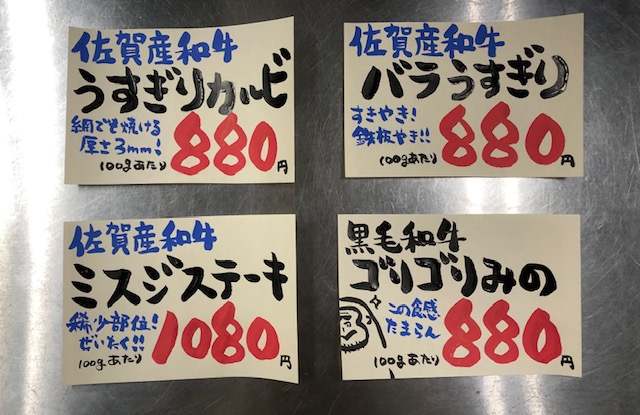 佐賀産和牛
うすぎりカルビ
網でも焼ける
厚さ3mm!
100gあたり 880円
佐賀産和牛
バラうすぎり
すきやき!
鉄板やき!!
100gあたり 880円
佐賀産和牛
ミスジステーキ
稀少部位!
ぜいたく!!
100gあたり 1080円
黒毛和牛
ゴリゴリみの
この食感
たまらん
100gあたり 880円